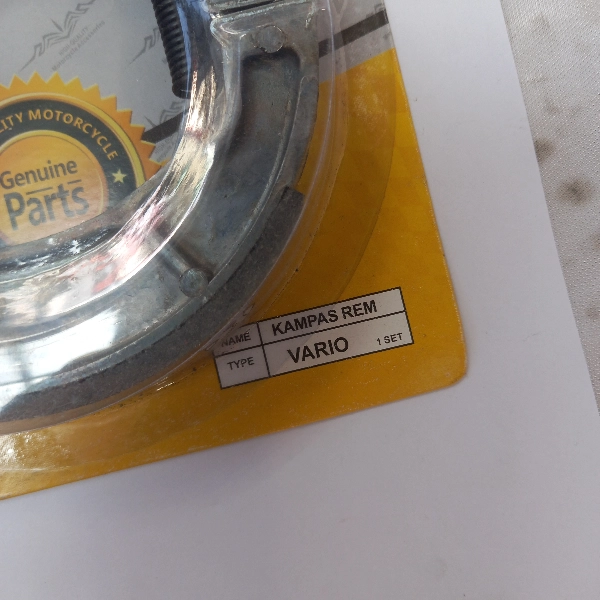 LITY MOTORCYCLE
Genuine
Parts
NAME KAMPAS REM
TYPE VARIO 1 SET